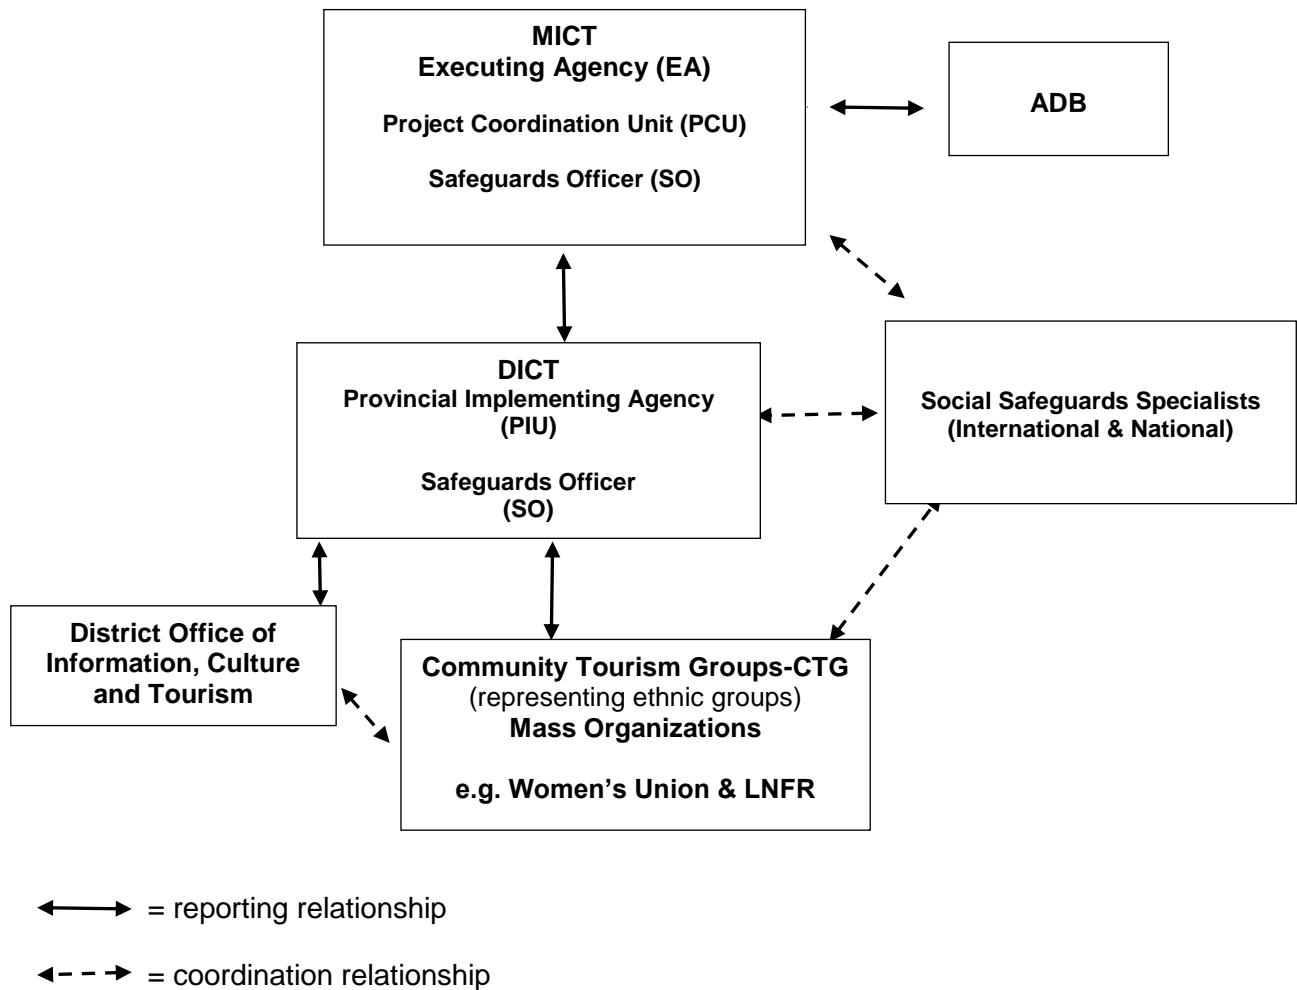 MICT
Executing Agency (EA)
Project Coordination Unit (PCU)
Safeguards Officer (SO)
ADB
DICT
Provincial Implementing Agency
(PIU)
Safeguards Officer
(SO)
Social Safeguards Specialists
(International & National)
District Office of
Information, Culture
and Tourism
Community Tourism Groups-CTG
(representing ethnic groups)
Mass Organizations
e.g. Women’s Union & LNFR
= reporting relationship
= coordination relationship